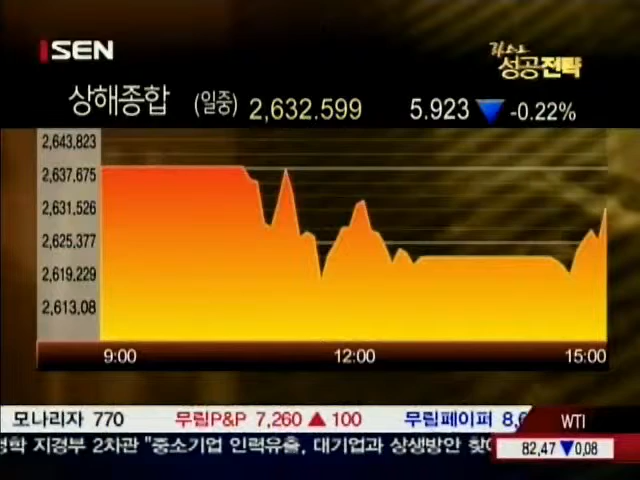 SEN
성공전략
상해종합 (일중) 2,632.599 5.923 ▼ -0.22%
2,643,823
2,637,675
2,631,526
2,625,377
2,619,229
2,613.08
9:00 12:00 15:00
모나리자 770 무림P&P 7,260 ▲ 100 무림페이퍼 8,6
WTI
지경부 2차관 "중소기업 인력유출, 대기업과 상생방안
82,47 ▼ 0,08